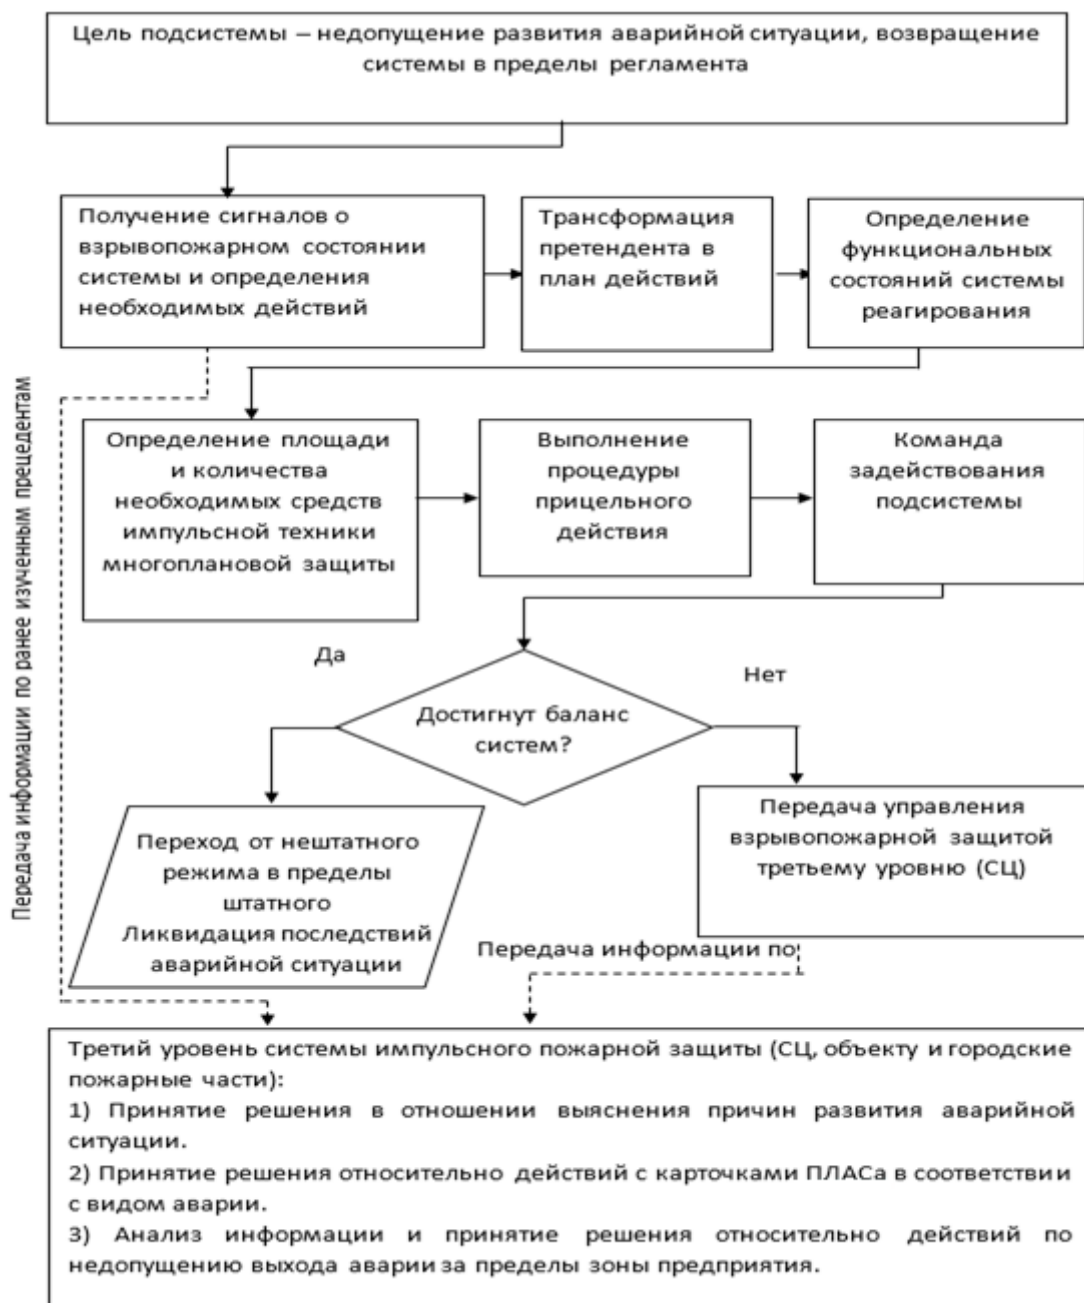 Цель подсистемы – недопущение развития аварийной ситуации, возвращение
системы в пределы регламента
Получение сигналов о
взрывопожарном состоянии
системы и определения
необходимых действий
Трансформация
претендента в
план действий
Определение
функциональных
состояний системы
реагирования
Передача информации по ранее изученным прецедентам
Определение площади
и количества
необходимых средств
импульсной техники
многоплановой защиты
Выполнение
процедуры
прицельного
действия
Команда
задействования
подсистемы
Да
Нет
Достигнут баланс
систем?
Переход от нештатного
режима в пределы
штатного
Ликвидация последствий
аварийной ситуации
Передача управления
взрывопожарной защитой
третьему уровню (СЦ)
Передача информации по
Третий уровень системы импульсного пожарной защиты (СЦ, объекту и городские
пожарные части):
1) Принятие решения в отношении выяснения причин развития аварийной
ситуации.
2) Принятие решения относительно действий с карточками ПЛАСа в соответствии
с видом аварии.
3) Анализ информации и принятие решения относительно действий по
недопущению выхода аварии за пределы зоны предприятия.